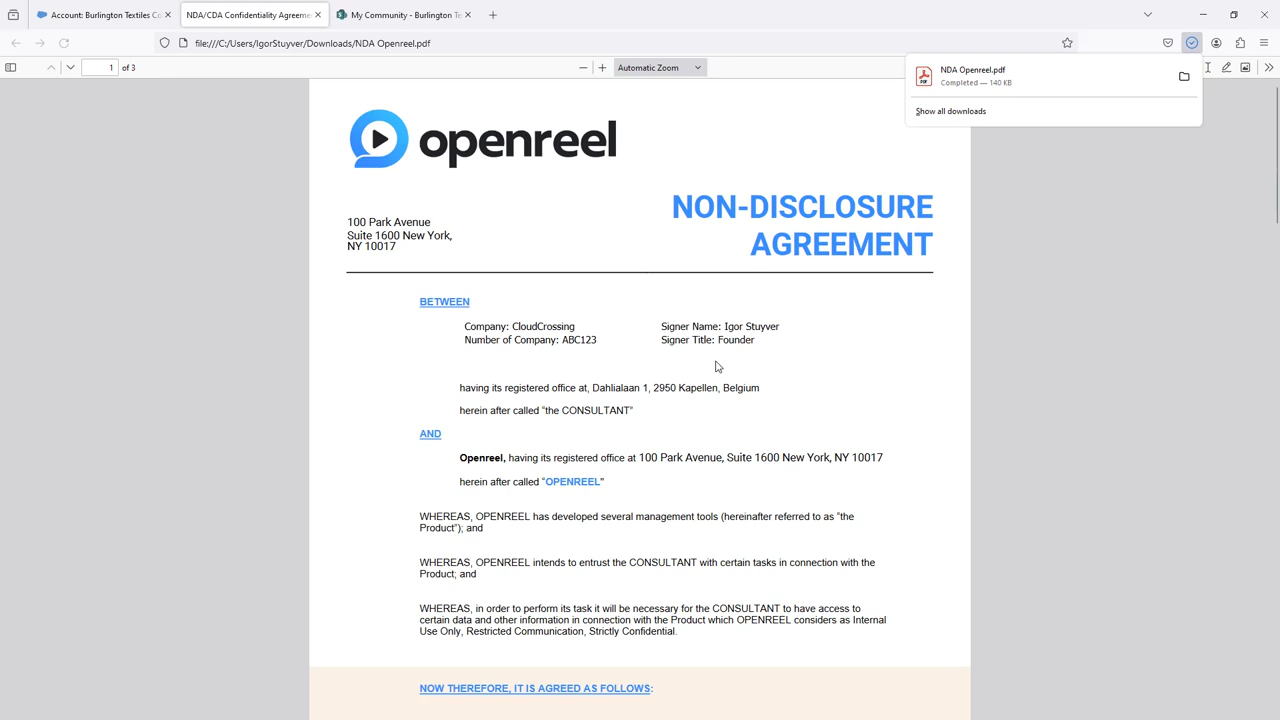 Account: Burlington Textiles Co
NDA/CDA Confidentiality Agreeme
My Community - Burlington Te
file:///C:/Users/IgorStuyver/Downloads/NDA Openreel.pdf
1 of 3
Automatic Zoom
NDA Openreel.pdf
Completed — 140 KB
Show all downloads
openreel
NON-DISCLOSURE
AGREEMENT
100 Park Avenue
Suite 1600 New York,
NY 10017
BETWEEN
Company: CloudCrossing
Number of Company: ABC123
Signer Name: Igor Stuyver
Signer Title: Founder
having its registered office at, Dahlialaan 1, 2950 Kapellen, Belgium
herein after called “the CONSULTANT”
AND
Openreel, having its registered office at 100 Park Avenue, Suite 1600 New York, NY 10017
herein after called “OPENREEL”
WHEREAS, OPENREEL has developed several management tools (hereinafter referred to as “the
Product”); and
WHEREAS, OPENREEL intends to entrust the CONSULTANT with certain tasks in connection with the
Product; and
WHEREAS, in order to perform its task it will be necessary for the CONSULTANT to have access to
certain data and other information in connection with the Product which OPENREEL considers as Internal
Use Only, Restricted Communication, Strictly Confidential.
NOW THEREFORE, IT IS AGREED AS FOLLOWS: